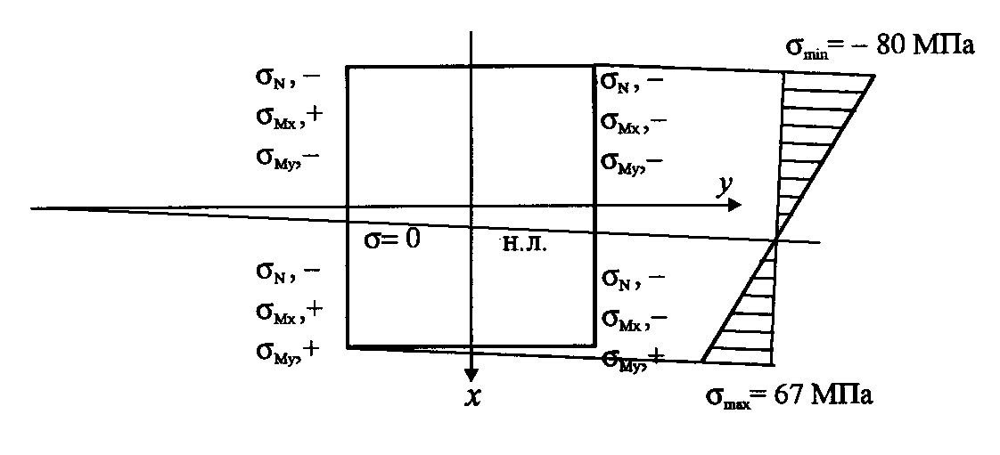 σmin= – 80 МПа
σN, – σN, –
σMx,+ σMx,–
σMy,– σMy,–
y
σ= 0 н.л.
σN, – σN, –
σMx,+ σMx,–
σMy,+ σMy,+
x
σmax= 67 МПа